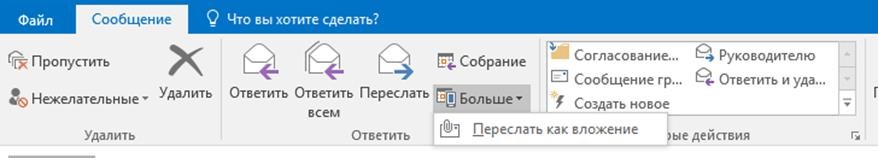 Файл Сообщение Что вы хотите сделать?
Пропустить
Нежелательные
Удалить
Удалить
Ответить
Ответить всем
Переслать
Собрание
Больше
Переслать как вложение
Ответить
Согласование...
Сообщение гр...
Создать новое
Руководителю
Ответить и уда...
рые действия